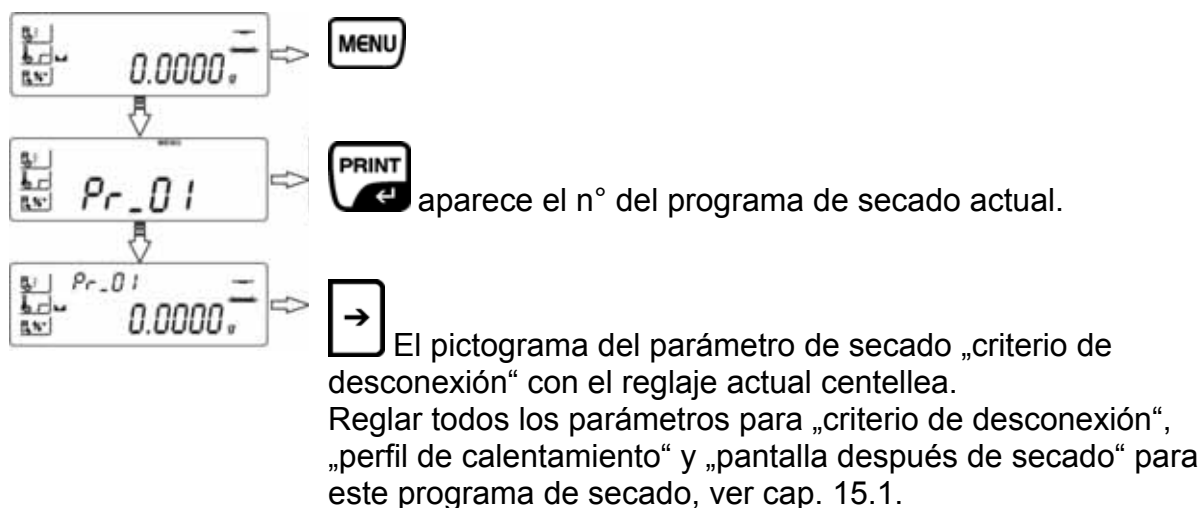 0.0000 g
MENU
MENU
Pr_01
PRINT
aparece el n° del programa de secado actual.
Pr_01
0.0000 g
El pictograma del parámetro de secado „criterio de
desconexión“ con el reglaje actual centellea.
Reglar todos los parámetros para „criterio de desconexión“,
„perfil de calentamiento“ y „pantalla después de secado“ para
este programa de secado, ver cap. 15.1.